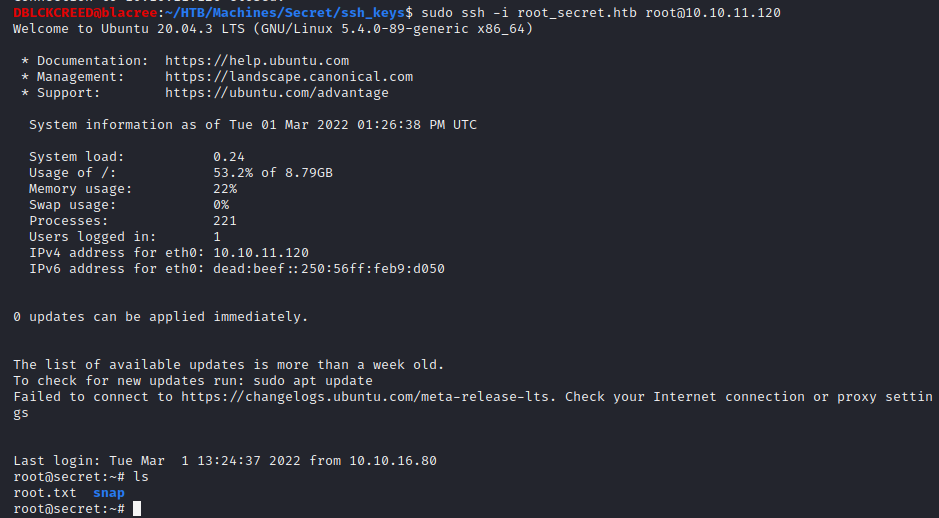 DBLCKCREED@blacree:~/HTB/Machines/Secret/ssh_keys$ sudo ssh -i root_secret.htb root@10.10.11.120
Welcome to Ubuntu 20.04.3 LTS (GNU/Linux 5.4.0-89-generic x86_64)
* Documentation:  https://help.ubuntu.com
* Management:     https://landscape.canonical.com
* Support:        https://ubuntu.com/advantage
System information as of Tue 01 Mar 2022 01:26:38 PM UTC
System load:           0.24
Usage of /:            53.2% of 8.79GB
Memory usage:          22%
Swap usage:            0%
Processes:             221
Users logged in:       1
IPv4 address for eth0: 10.10.11.120
IPv6 address for eth0: dead:beef::250:56ff:feb9:d050
0 updates can be applied immediately.
The list of available updates is more than a week old.
To check for new updates run: sudo apt update
Failed to connect to https://changelogs.ubuntu.com/meta-release-lts. Check your Internet connection or proxy settin
gs
Last login: Tue Mar  1 13:24:37 2022 from 10.10.16.80
root@secret:~# ls
root.txt  snap
root@secret:~#